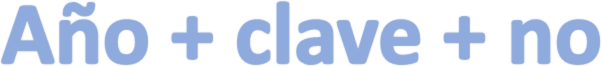 Año + clave + no